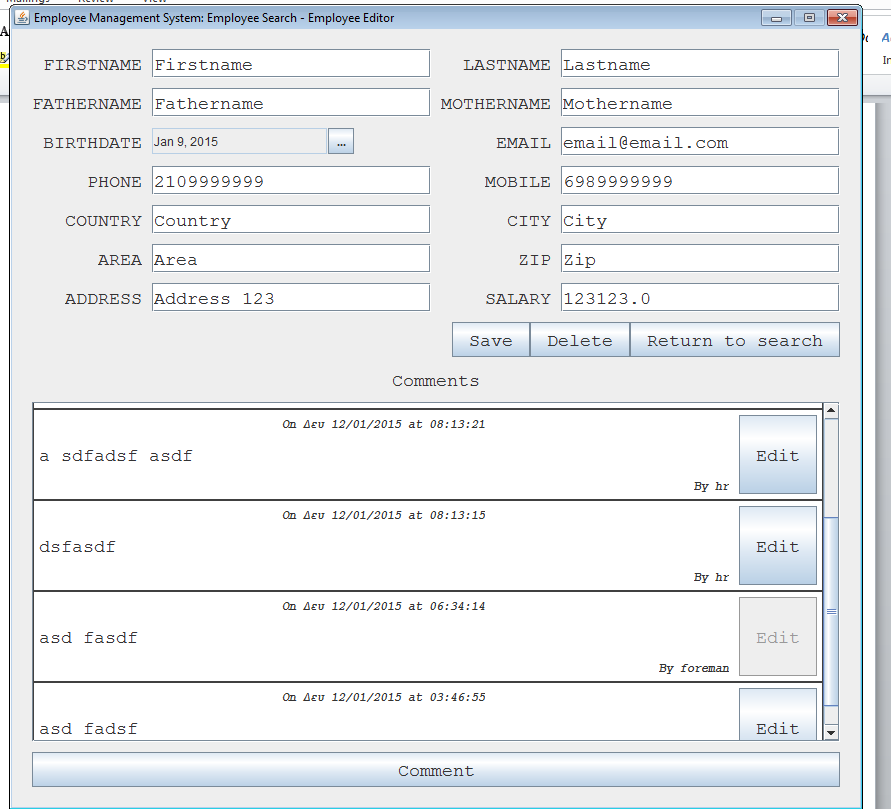 Mailings Review View
Employee Management System: Employee Search - Employee Editor
FIRSTNAME Firstname LASTNAME Lastname
FATHERNAME Fathername MOTHERNAME Mothername
BIRTHDATE Jan 9, 2015 ... EMAIL email@email.com
PHONE 2109999999 MOBILE 6989999999
COUNTRY Country CITY City
AREA Area ZIP Zip
ADDRESS Address 123 SALARY 123123.0
Save Delete Return to search
Comments
On Δευ 12/01/2015 at 08:13:21
a sdfadsf asdf Edit
By hr
On Δευ 12/01/2015 at 08:13:15
dsfasdf Edit
By hr
On Δευ 12/01/2015 at 06:34:14
asd fasdf Edit
By foreman
On Δευ 12/01/2015 at 03:46:55
asd fadsf Edit
Comment